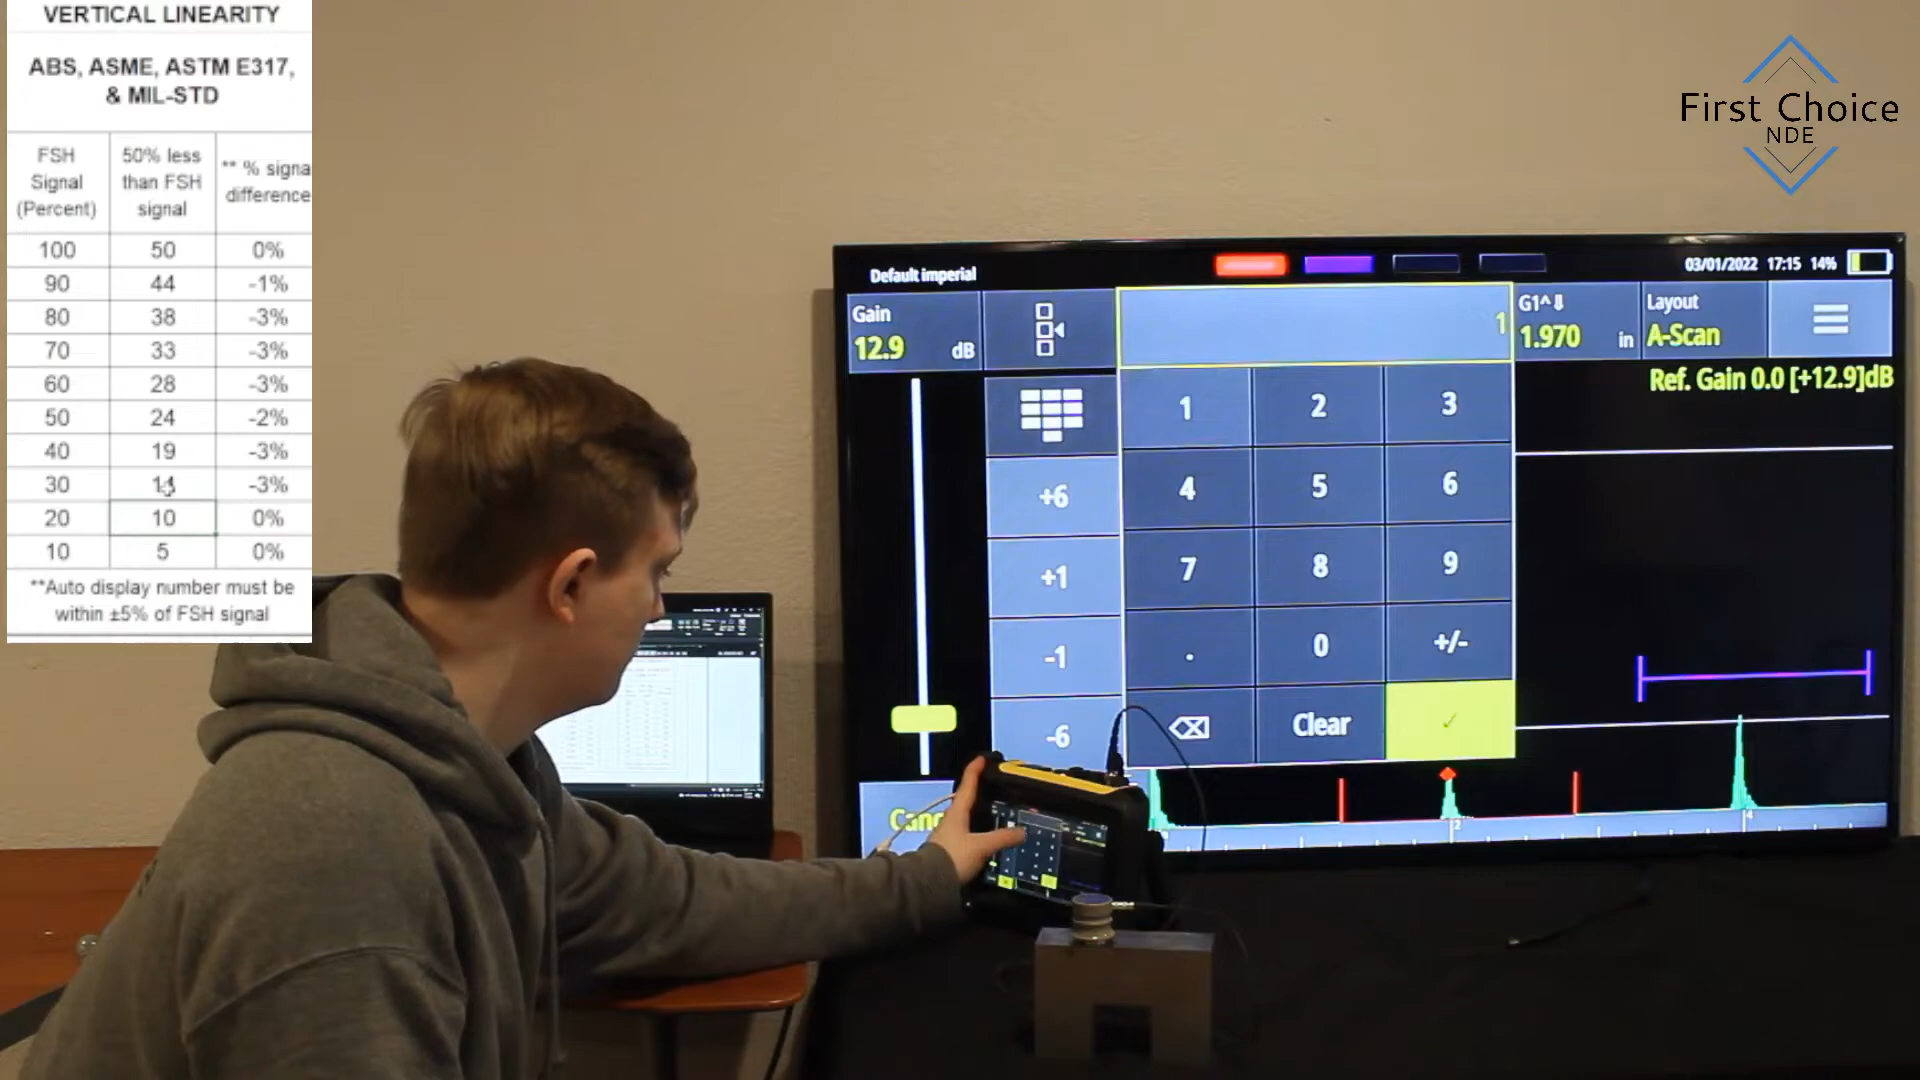 VERTICAL LINEARITY
ABS, ASME, ASTM E317,
& MIL-STD
FSH Signal (Percent) 50% less than FSH signal ** % signa difference
100 50 0%
90 44 -1%
80 38 -3%
70 33 -3%
60 28 -3%
50 24 -2%
40 19 -3%
30 14 -3%
20 10 0%
10 5 0%
**Auto display number must be
within ±5% of FSH signal
First Choice
NDE
Default imperial
03/01/2022 17:15 14%
Gain
12.9 dB
1
G1^⇩
1.970 in
Layout
A-Scan
Ref. Gain 0.0 [+12.9]dB
1 2 3
+6
4 5 6
+1
7 8 9
-1
. 0 +/-
-6
Clear ✓
Canc
2 4